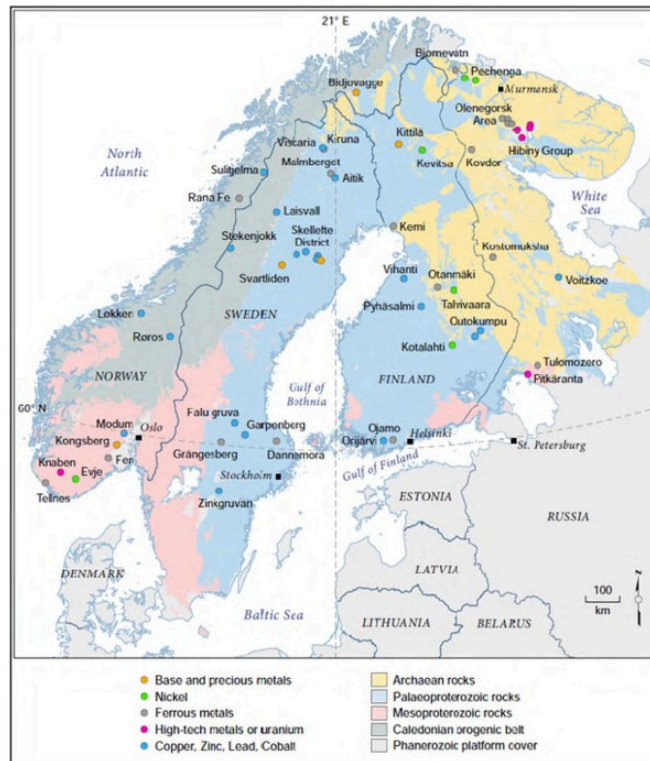 21° E
Bjørnevatn
Pechenga
Murmansk
Bidjovagge
Olenegorsk
Area
Kittilä
Viscaria
Kiruna
Malmberget
Kevitsa
Kovdor
Hibiny Group
North
Atlantic
Sulitjelma
Aitik
Rana Fe
White
Sea
Laisvall
Kemi
Stekenjokk
Skellefte
District
Kostomuksha
Vihanti
Otanmäki
Voitzkoe
Svartliden
Talvivaara
Pyhäsalmi
Løkken
SWEDEN
Outokumpu
Røros
Kotalahti
NORWAY
Gulf of
Bothnia
FINLAND
Tulomozero
Pitkäranta
60° N
Falu gruva
Modum
Oslo
Garpenberg
Ojamo
Kongsberg
Orijärvi
Helsinki
Fen
Grängesberg
Dannemora
St. Petersburg
Knaben
Evje
Stockholm
Gulf of Finland
Tellnes
Zinkgruvan
ESTONIA
RUSSIA
DENMARK
LATVIA
100
km
N
Baltic Sea
LITHUANIA
BELARUS
Base and precious metals
Nickel
Ferrous metals
High-tech metals or uranium
Copper, Zinc, Lead, Cobalt
Archaean rocks
Palaeoproterozoic rocks
Mesoproterozoic rocks
Caledonian orogenic belt
Phanerozoic platform cover